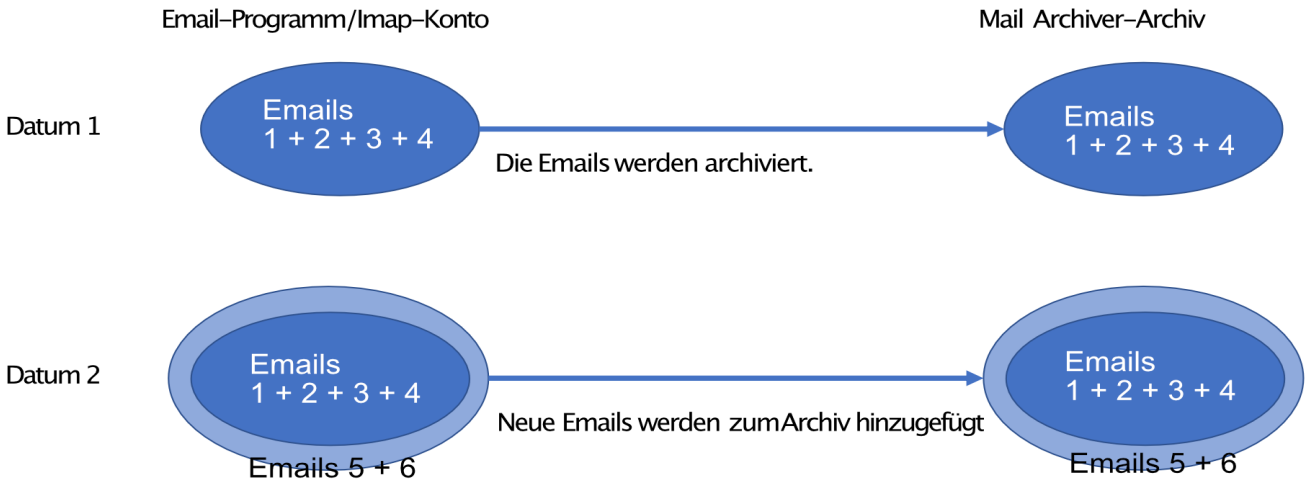 Email–Programm/Imap–Konto
Mail Archiver–Archiv
Datum 1
Emails
1 + 2 + 3 + 4
Die Emails werden archiviert.
Emails
1 + 2 + 3 + 4
Datum 2
Emails
1 + 2 + 3 + 4
Emails 5 + 6
Neue Emails werden zum Archiv hinzugefügt
Emails
1 + 2 + 3 + 4
Emails 5 + 6